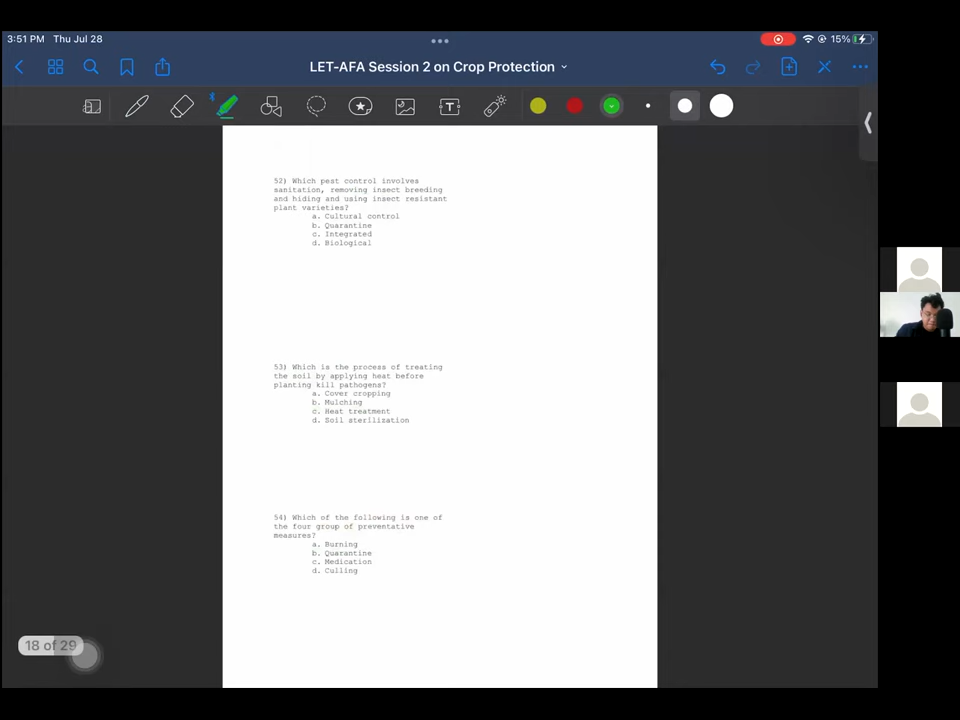 3:51 PM Thu Jul 28
15%
LET-AFA Session 2 on Crop Protection
52) Which pest control involves
sanitation, removing insect breeding
and hiding and using insect resistant
plant varieties?
a. Cultural control
b. Quarantine
c. Integrated
d. Biological
53) Which is the process of treating
the soil by applying heat before
planting kill pathogens?
a. Cover cropping
b. Mulching
c. Heat treatment
d. Soil sterilization
54) Which of the following is one of
the four group of preventative
measures?
a. Burning
b. Quarantine
c. Medication
d. Culling
18 of 29